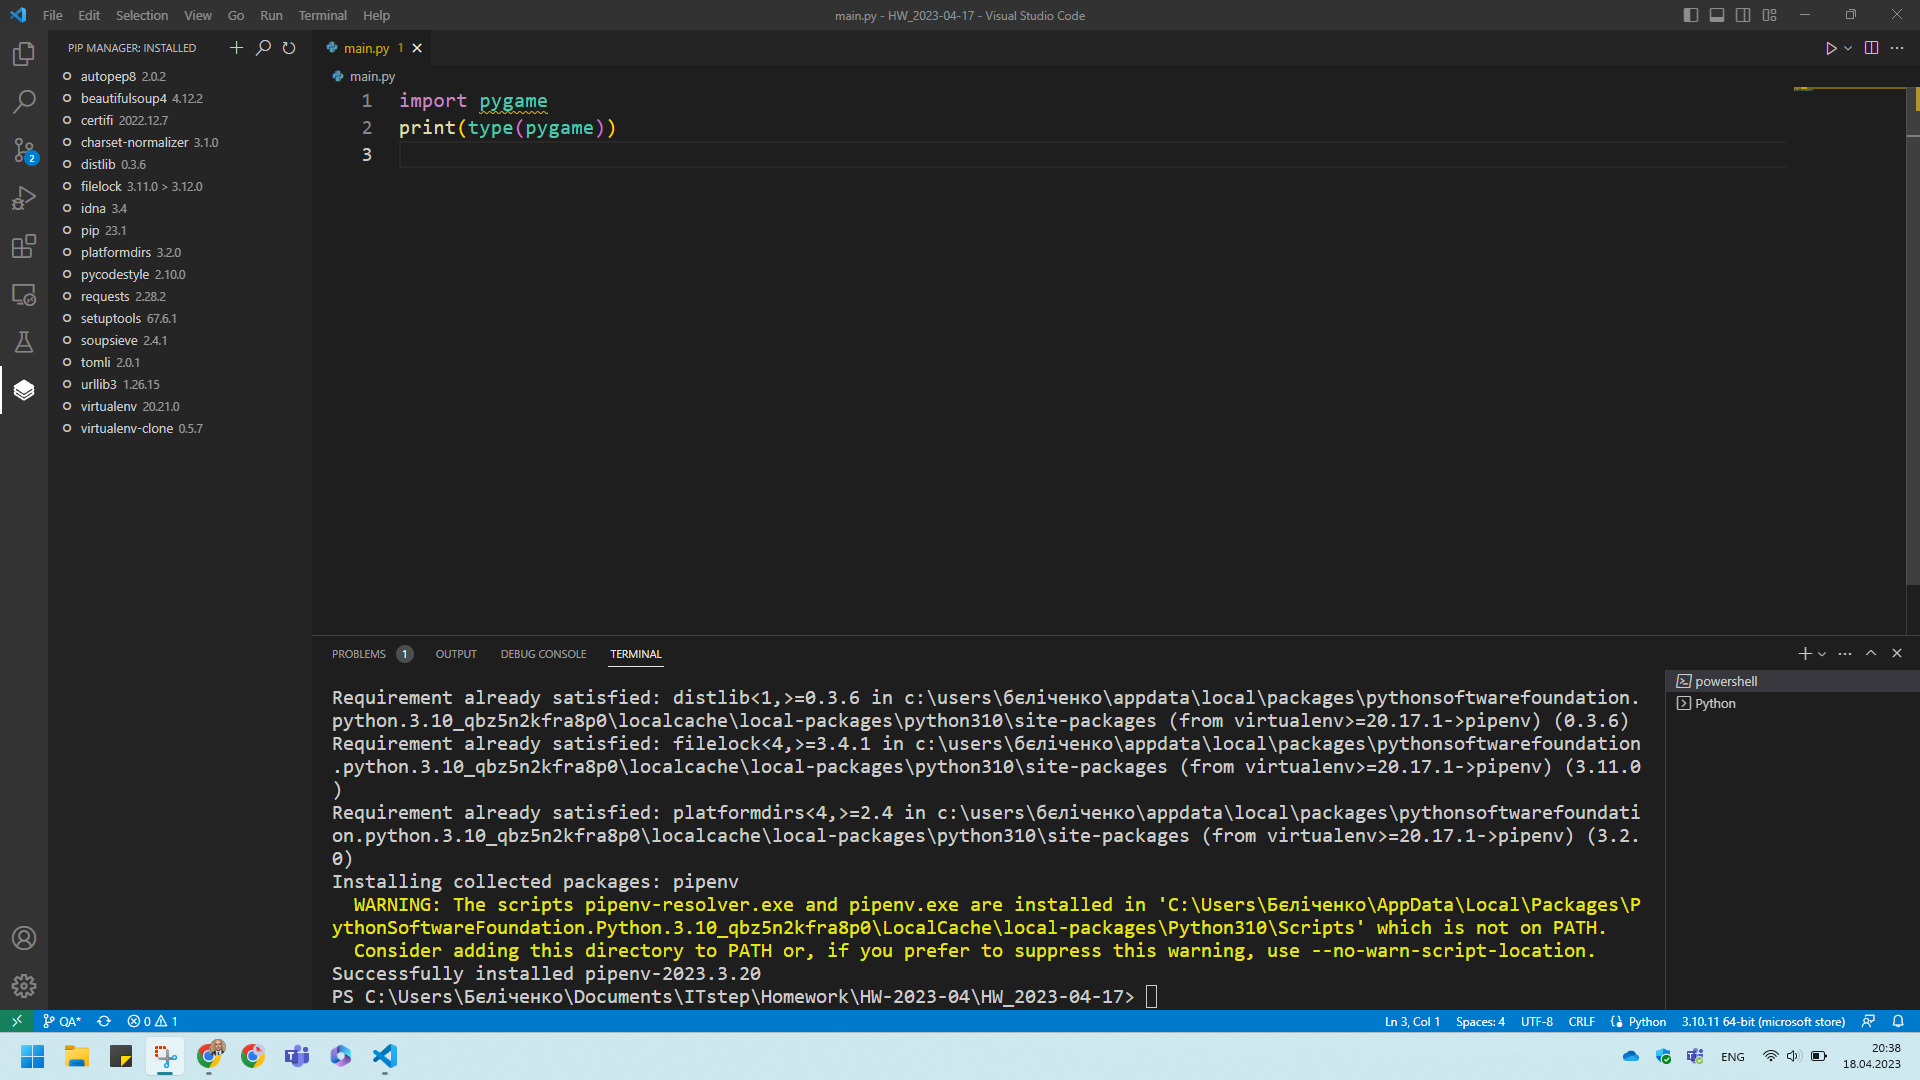 File Edit Selection View Go Run Terminal Help
main.py - HW_2023-04-17 - Visual Studio Code
PIP MANAGER: INSTALLED
autopep8 2.0.2
beautifulsoup4 4.12.2
certifi 2022.12.7
charset-normalizer 3.1.0
distlib 0.3.6
filelock 3.11.0 > 3.12.0
idna 3.4
pip 23.1
platformdirs 3.2.0
pycodestyle 2.10.0
requests 2.28.2
setuptools 67.6.1
soupsieve 2.4.1
tomli 2.0.1
urllib3 1.26.15
virtualenv 20.21.0
virtualenv-clone 0.5.7
2
main.py 1
main.py
1 import pygame
2 print(type(pygame))
3
PROBLEMS 1 OUTPUT DEBUG CONSOLE TERMINAL
Requirement already satisfied: distlib<1,>=0.3.6 in c:\users\бєліченко\appdata\local\packages\pythonsoftwarefoundation.
python.3.10_qbz5n2kfra8p0\localcache\local-packages\python310\site-packages (from virtualenv>=20.17.1->pipenv) (0.3.6)
Requirement already satisfied: filelock<4,>=3.4.1 in c:\users\бєліченко\appdata\local\packages\pythonsoftwarefoundation
.python.3.10_qbz5n2kfra8p0\localcache\local-packages\python310\site-packages (from virtualenv>=20.17.1->pipenv) (3.11.0
)
Requirement already satisfied: platformdirs<4,>=2.4 in c:\users\бєліченко\appdata\local\packages\pythonsoftwarefoundati
on.python.3.10_qbz5n2kfra8p0\localcache\local-packages\python310\site-packages (from virtualenv>=20.17.1->pipenv) (3.2.
0)
Installing collected packages: pipenv
WARNING: The scripts pipenv-resolver.exe and pipenv.exe are installed in 'C:\Users\Бєліченко\AppData\Local\Packages\P
ythonSoftwareFoundation.Python.3.10_qbz5n2kfra8p0\LocalCache\local-packages\Python310\Scripts' which is not on PATH.
Consider adding this directory to PATH or, if you prefer to suppress this warning, use --no-warn-script-location.
Successfully installed pipenv-2023.3.20
PS C:\Users\Бєліченко\Documents\ITstep\Homework\HW-2023-04\HW_2023-04-17>
powershell
Python
QA* 0 1
Ln 3, Col 1 Spaces: 4 UTF-8 CRLF Python 3.10.11 64-bit (microsoft store)
ENG
20:38
18.04.2023